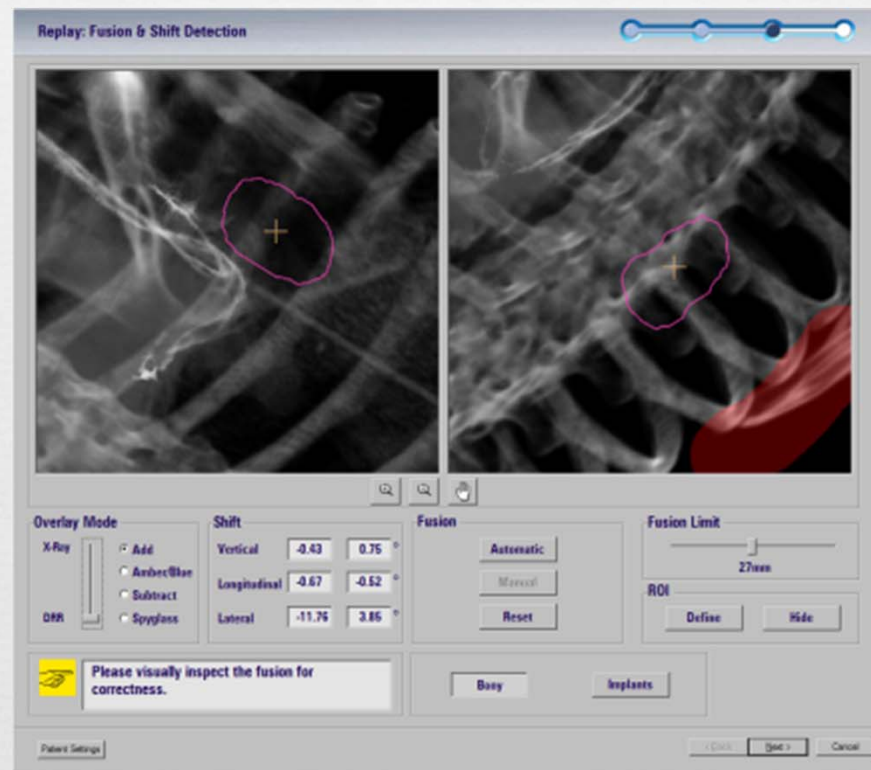 Replay: Fusion & Shift Detection
Overlay Mode
X-Ray
DRR
Add
Amber/Blue
Subtract
Spyglass
Shift
Vertical -0.43 0.75 °
Longitudinal -0.67 -0.52 °
Lateral -11.76 3.85 °
Fusion
Automatic
Manual
Reset
Fusion Limit
27mm
ROI
Define Hide
Please visually inspect the fusion for
correctness.
Bony Implants
Patient Settings < Back Next > Cancel